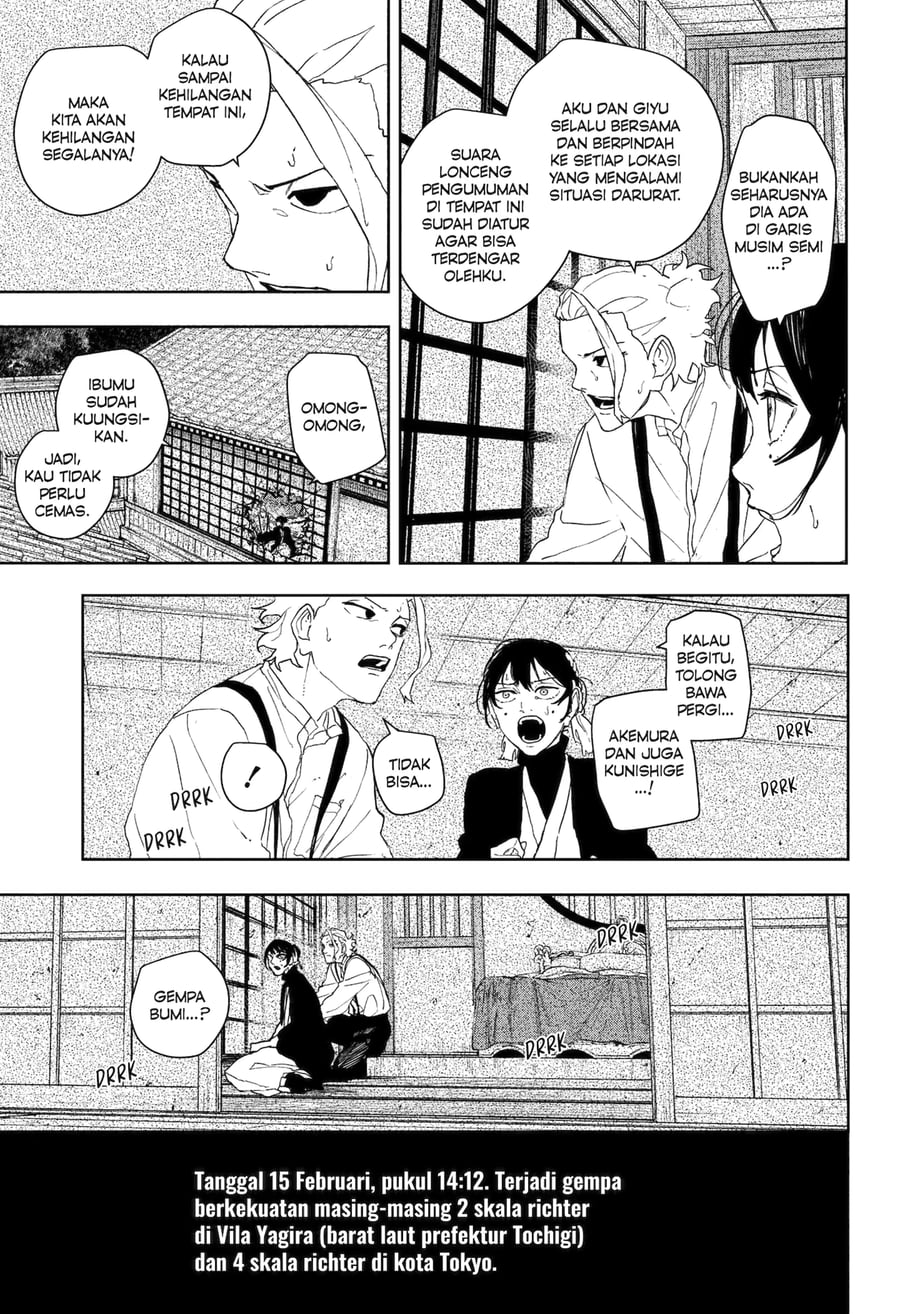 BUKANKAH
SEHARUSNYA
DIA ADA
DI GARIS
MUSIM SEMI
...?
AKU DAN GIYU
SELALU BERSAMA
DAN BERPINDAH
KE SETIAP LOKASI
YANG MENGALAMI
SITUASI DARURAT.
SUARA
LONCENG
PENGUMUMAN
DI TEMPAT INI
SUDAH DIATUR
AGAR BISA
TERDENGAR
OLEHKU.
KALAU
SAMPAI
KEHILANGAN
TEMPAT INI,
MAKA
KITA AKAN
KEHILANGAN
SEGALANYA!
OMONG-
OMONG,
IBUMU
SUDAH
KUUNGSI-
KAN.
JADI,
KAU TIDAK
PERLU
CEMAS.
KALAU
BEGITU,
TOLONG
BAWA
PERGI...
AKEMURA
DAN JUGA
KUNISHIGE
...!
DRRK
DRRK
TIDAK
BISA...
!
DRRK
DRRK
DRRK
GEMPA
BUMI...?
DRRK
DRRK
Tanggal 15 Februari, pukul 14:12. Terjadi gempa
berkekuatan masing-masing 2 skala richter
di Vila Yagira (barat laut prefektur Tochigi)
dan 4 skala richter di kota Tokyo.